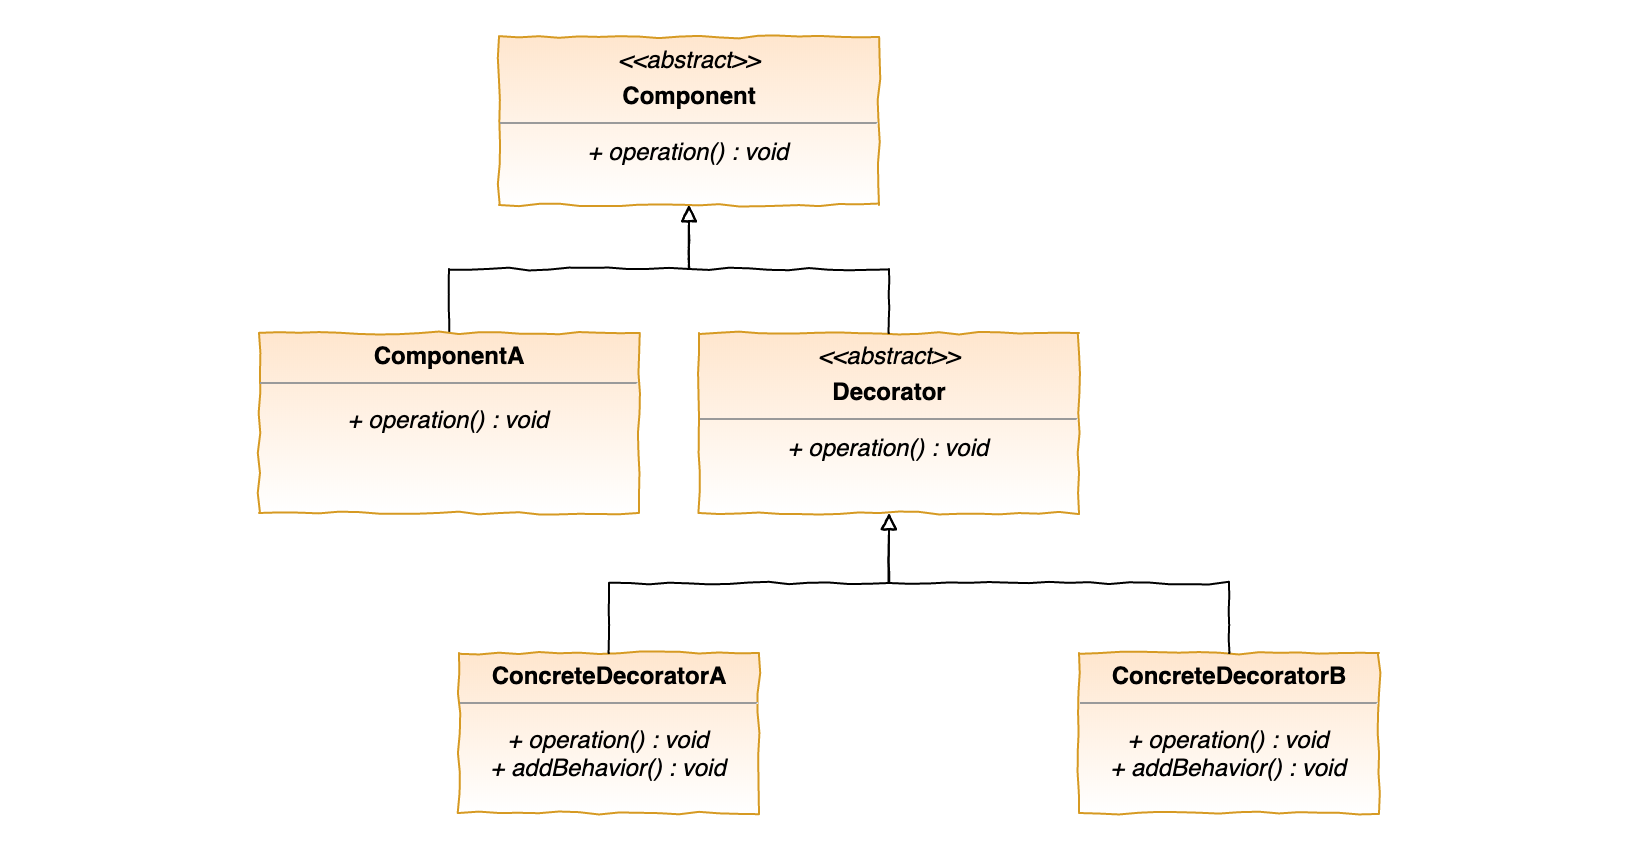 <<abstract>>
Component
+ operation() : void
ComponentA
+ operation() : void
<<abstract>>
Decorator
+ operation() : void
ConcreteDecoratorA
+ operation() : void
+ addBehavior() : void
ConcreteDecoratorB
+ operation() : void
+ addBehavior() : void